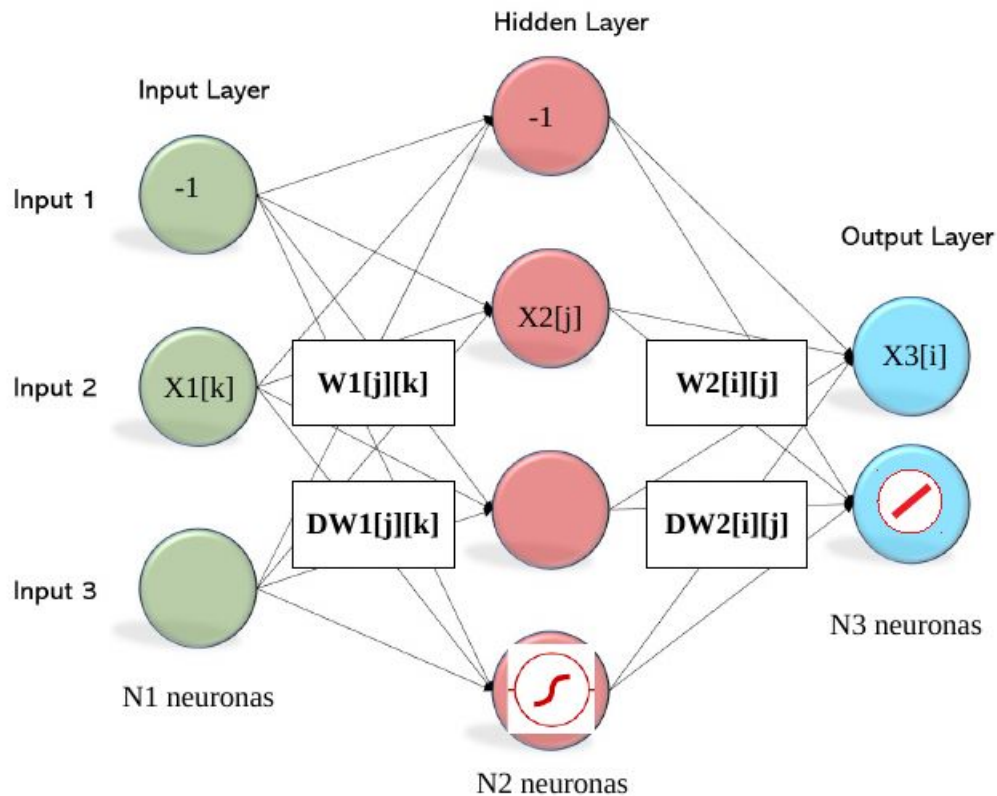 Hidden Layer
Input Layer
-1
-1
Input 1
Output Layer
X2[j]
X3[i]
Input 2
X1[k]
W1[j][k]
W2[i][j]
DW1[j][k]
DW2[i][j]
Input 3
N3 neuronas
N1 neuronas
N2 neuronas